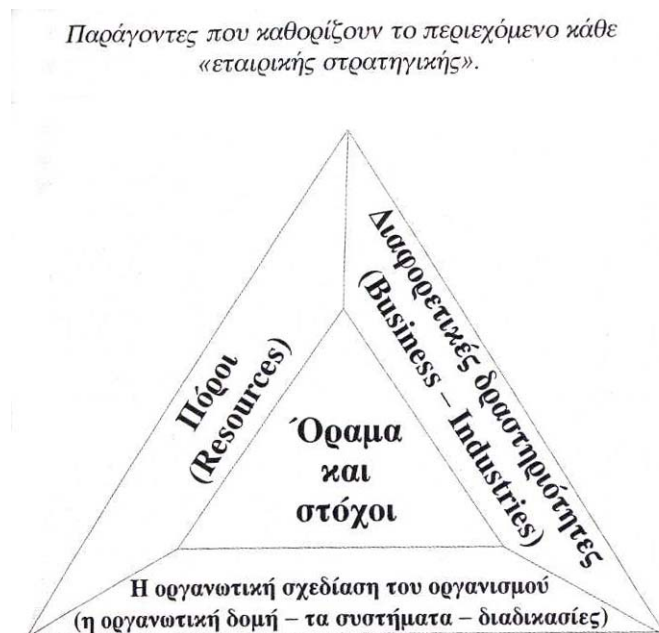 Παράγοντες που καθορίζουν το περιεχόμενο κάθε
«εταιρικής στρατηγικής».
Πόροι
(Resources)
Διαφορετικές δραστηριότητες
(Business – Industries)
Όραμα
και
στόχοι
Η οργανωτική σχεδίαση του οργανισμού
(η οργανωτική δομή – τα συστήματα – διαδικασίες)